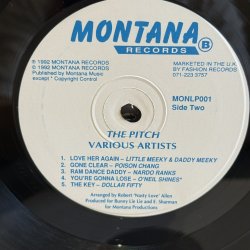 MONTANA B
RECORDS
℗ 1992 MONTANA RECORDS
© 1992 MONTANA RECORDS
Published by Montana Music
except * Copyright Control
MARKETED IN THE U.K.
BY FASHION RECORDS
071-223 3757
MONLP001
Side Two
THE PITCH
VARIOUS ARTISTS
1 LOVE HER AGAIN – LITTLE MEEKY & DADDY MEEKY
2 GONE CLEAR – POISON CHANG
3 RAM DANCE DADDY – NARDO RANKS
4 YOU'RE GONNA LOSE – O'NEIL SHINES*
5 THE KEY – DOLLAR FIFTY
Arranged by Robert "Nasty Love" Allen
Produced for Bunny Lie Lie and E. Sharman
for Montana Productions